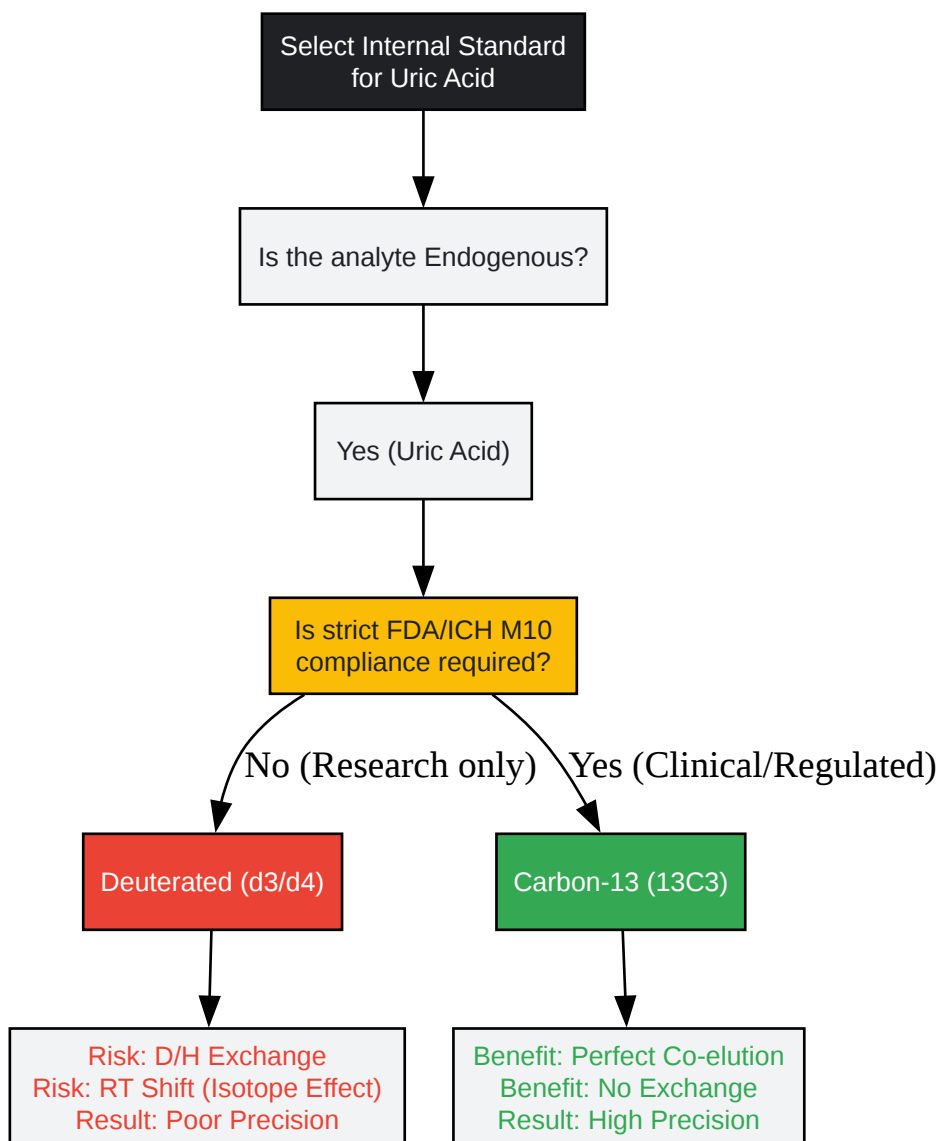 Select Internal Standard
for Uric Acid
Is the analyte Endogenous?
Yes (Uric Acid)
Is strict FDA/ICH M10
compliance required?
No (Research only)
Yes (Clinical/Regulated)
Deuterated (d3/d4)
Carbon-13 (13C3)
Risk: D/H Exchange
Risk: RT Shift (Isotope Effect)
Result: Poor Precision
Benefit: Perfect Co-elution
Benefit: No Exchange
Result: High Precision